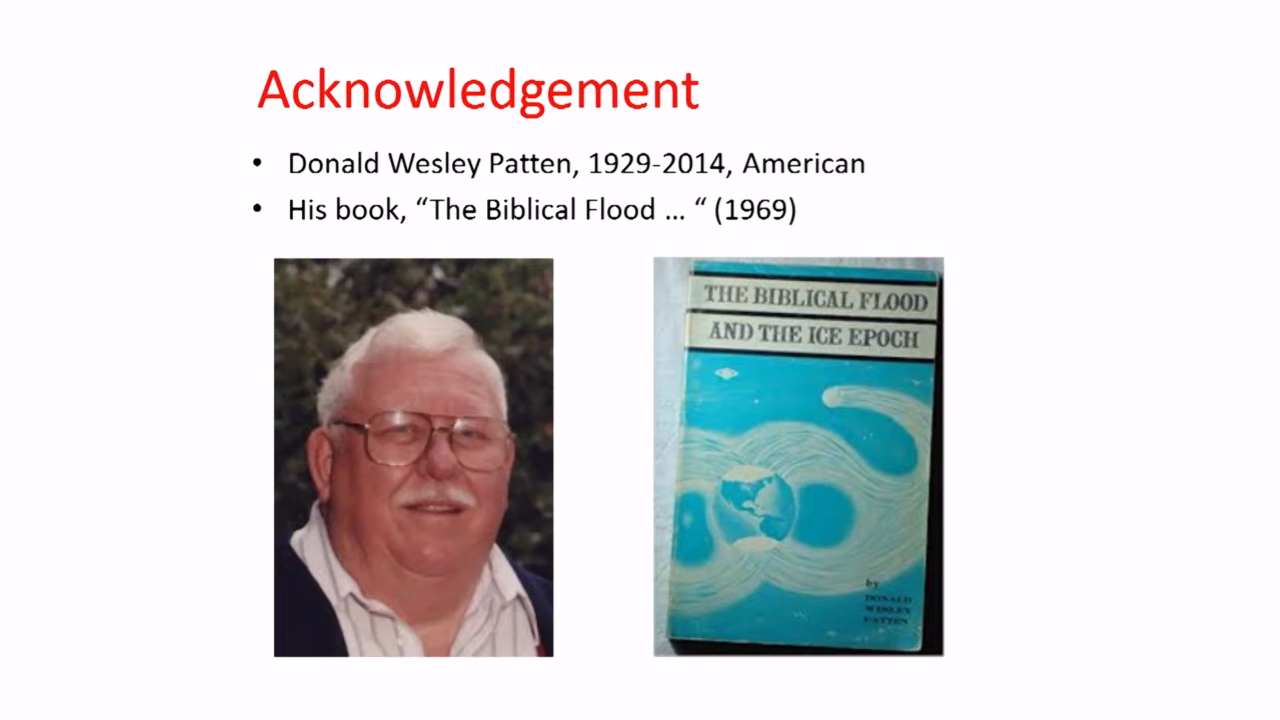 Acknowledgement
• Donald Wesley Patten, 1929-2014, American
• His book, “The Biblical Flood ... “ (1969)
THE BIBLICAL FLOOD
AND THE ICE EPOCH
by
DONALD
WESLEY
PATTEN